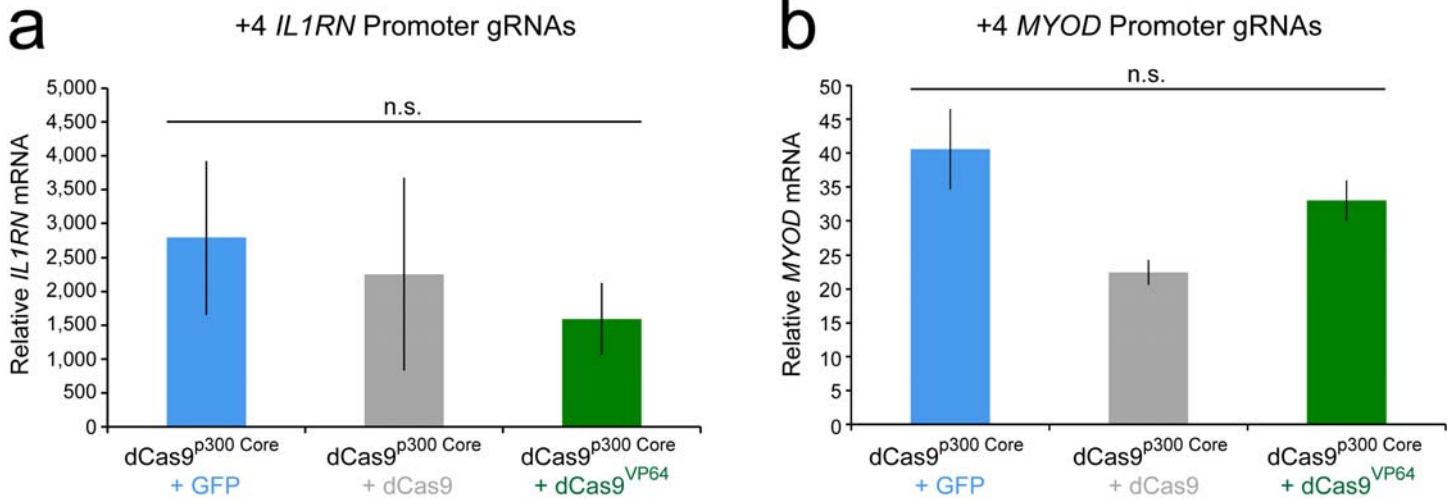 a
+4 IL1RN Promoter gRNAs
Relative IL1RN mRNA
5,000
4,500
4,000
3,500
3,000
2,500
2,000
1,500
1,000
500
0
n.s.
dCas9p300 Core
+ GFP
dCas9p300 Core
+ dCas9
dCas9p300 Core
+ dCas9VP64
b
+4 MYOD Promoter gRNAs
Relative MYOD mRNA
50
45
40
35
30
25
20
15
10
5
0
n.s.
dCas9p300 Core
+ GFP
dCas9p300 Core
+ dCas9
dCas9p300 Core
+ dCas9VP64